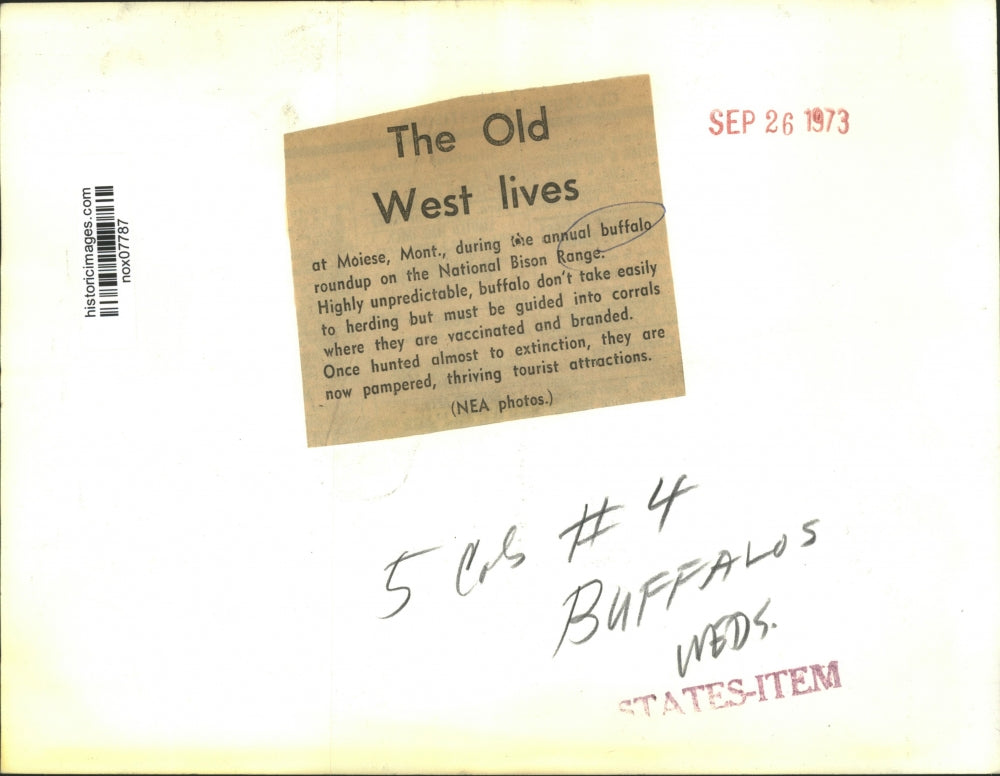 The Old
West lives
at Moiese, Mont., during the annual buffalo
roundup on the National Bison Range.
Highly unpredictable, buffalo don't take easily
to herding but must be guided into corrals
where they are vaccinated and branded.
Once hunted almost to extinction, they are
now pampered, thriving tourist attractions.
(NEA photos.)
SEP 26 1973
historicimages.com
nox07787
5 Cols # 4
BUFFALOS
WEDS.
STATES-ITEM